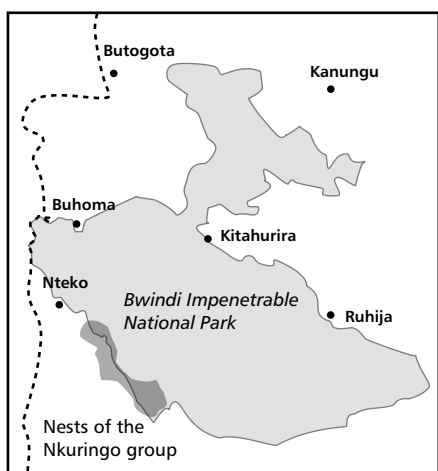 Butogota
Kanungu
Buhoma
Kitahurira
Nteko
Bwindi Impenetrable
National Park
Ruhija
Nests of the
Nkuringo group